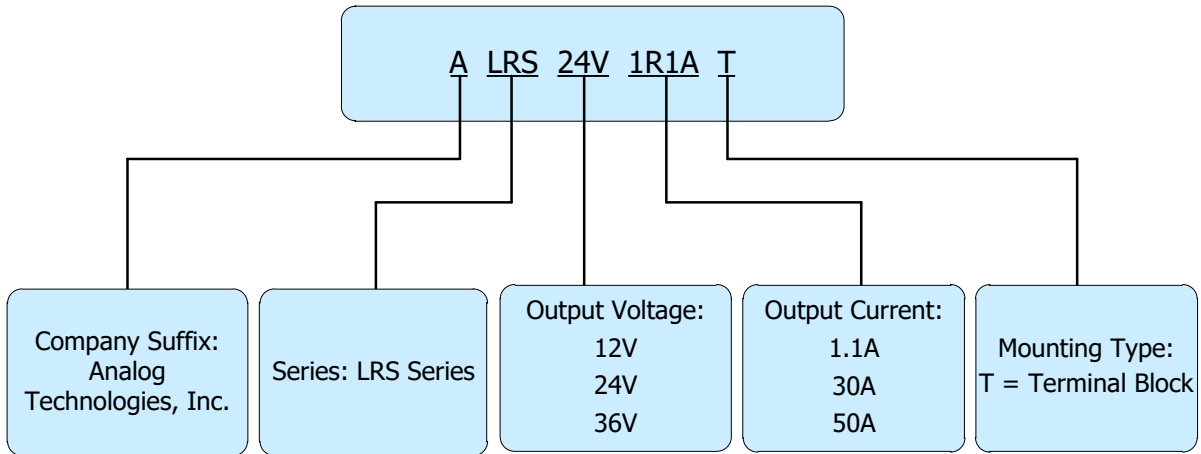 A LRS 24V 1R1A T
Company Suffix:
Analog
Technologies, Inc.
Series: LRS Series
Output Voltage:
12V
24V
36V
Output Current:
1.1A
30A
50A
Mounting Type:
T = Terminal Block